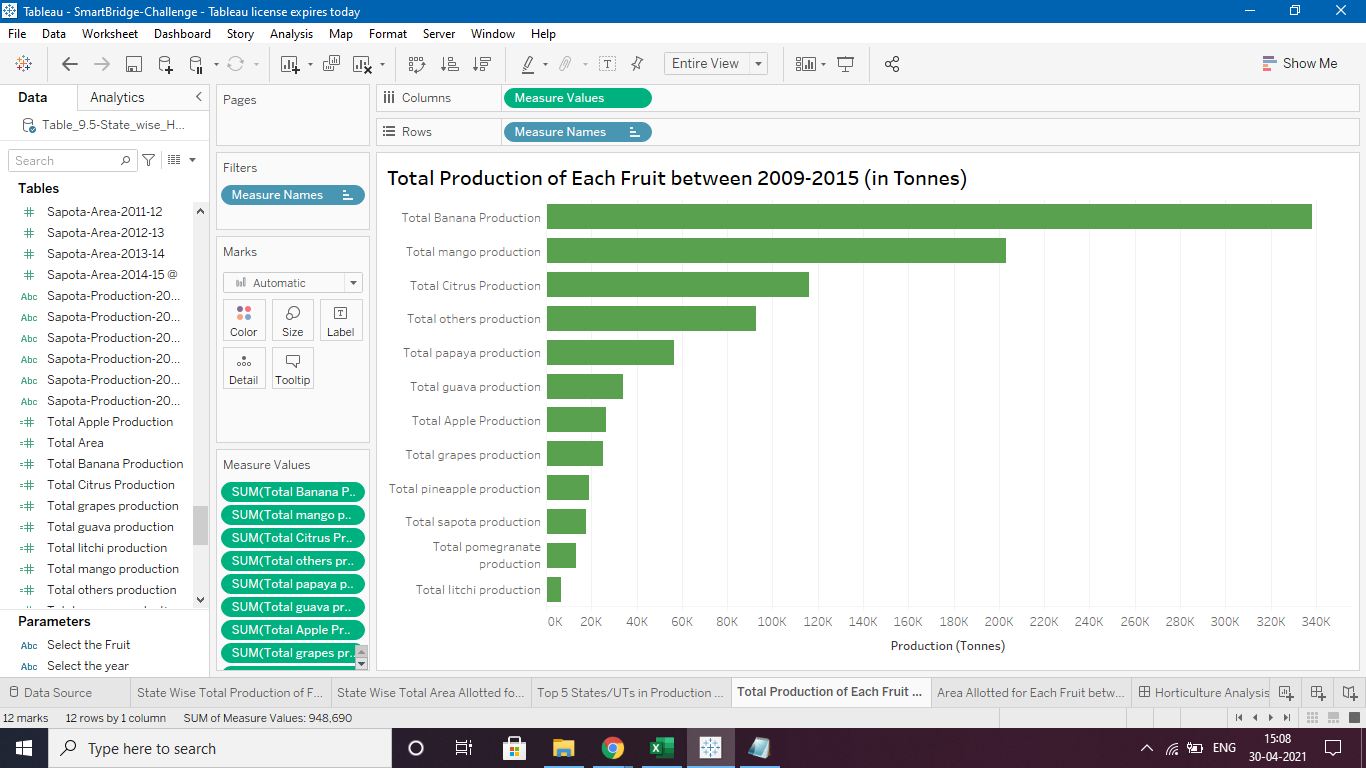 Tableau - SmartBridge-Challenge - Tableau license expires today
File Data Worksheet Dashboard Story Analysis Map Format Server Window Help
Entire View
Show Me
Data Analytics
Table_9.5-State_wise_H...
Search
Tables
Sapota-Area-2011-12
Sapota-Area-2012-13
Sapota-Area-2013-14
Sapota-Area-2014-15 @
Abc Sapota-Production-20...
Abc Sapota-Production-20...
Abc Sapota-Production-20...
Abc Sapota-Production-20...
Abc Sapota-Production-20...
Abc Sapota-Production-20...
Total Apple Production
Total Area
Total Banana Production
Total Citrus Production
Total grapes production
Total guava production
Total litchi production
Total mango production
Total others production
Parameters
Abc Select the Fruit
Abc Select the year
Pages
Filters
Measure Names
Marks
Automatic
Color Size Label
Detail Tooltip
Measure Values
SUM(Total Banana P..
SUM(Total mango p..
SUM(Total Citrus Pr..
SUM(Total others pr..
SUM(Total papaya p..
SUM(Total guava pr..
SUM(Total Apple Pr..
SUM(Total grapes pr..
Columns Measure Values
Rows Measure Names
Total Production of Each Fruit between 2009-2015 (in Tonnes)
Total Banana Production
Total mango production
Total Citrus Production
Total others production
Total papaya production
Total guava production
Total Apple Production
Total grapes production
Total pineapple production
Total sapota production
Total pomegranate
production
Total litchi production
0K 20K 40K 60K 80K 100K 120K 140K 160K 180K 200K 220K 240K 260K 280K 300K 320K 340K
Production (Tonnes)
Data Source State Wise Total Production of F... State Wise Total Area Allotted fo... Top 5 States/UTs in Production ... Total Production of Each Fruit ... Area Allotted for Each Fruit betw... Horticulture Analysis
12 marks 12 rows by 1 column SUM of Measure Values: 948,690
Type here to search
ENG
15:08
30-04-2021